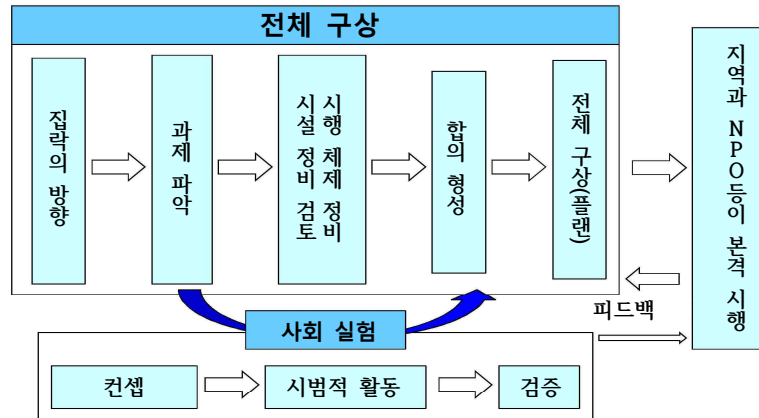 전체 구상
집락의 방향
과제 파악
시행 체제 정비
시설 정비 검토
합의 형성
전체 구상(플랜)
지역과 NPO등이 본격 시행
피드백
사회 실험
컨셉
시범적 활동
검증